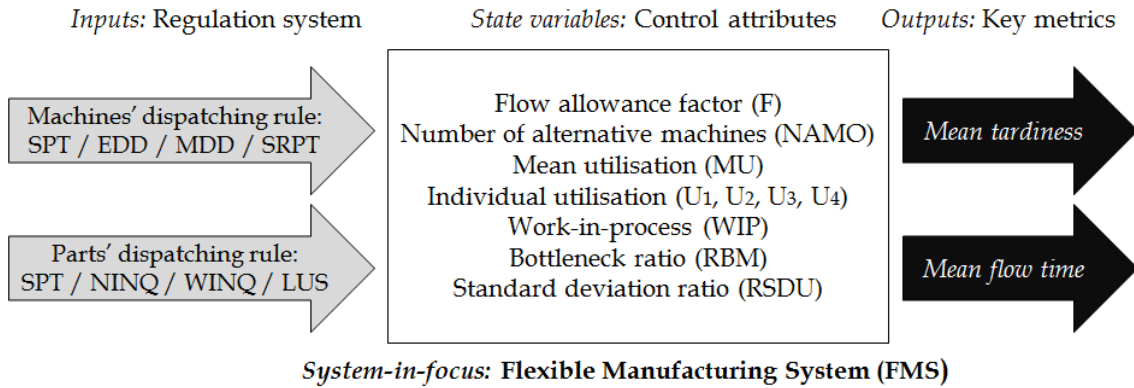 Inputs: Regulation system
State variables: Control attributes
Outputs: Key metrics
Machines' dispatching rule:
SPT / EDD / MDD / SRPT
Parts' dispatching rule:
SPT / NINQ / WINQ / LUS
Flow allowance factor (F)
Number of alternative machines (NAMO)
Mean utilisation (MU)
Individual utilisation (U1, U2, U3, U4)
Work-in-process (WIP)
Bottleneck ratio (RBM)
Standard deviation ratio (RSDU)
Mean tardiness
Mean flow time
System-in-focus: Flexible Manufacturing System (FMS)